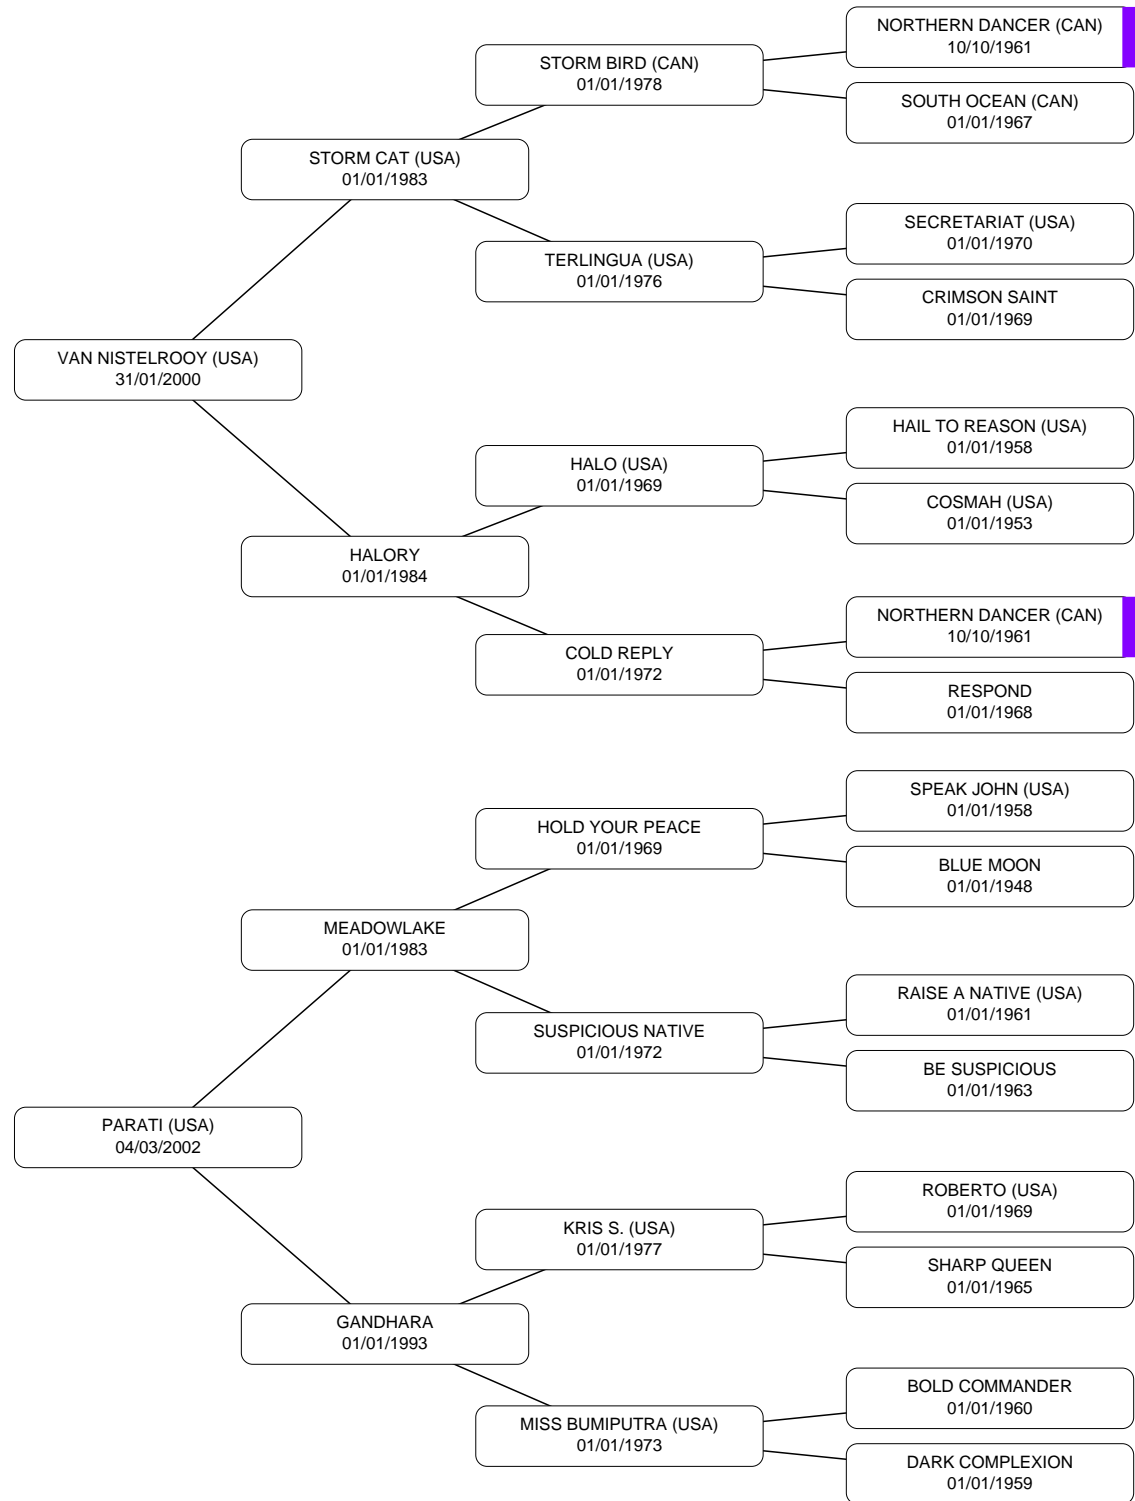 NORTHERN DANCER (CAN)
10/10/1961
STORM BIRD (CAN)
01/01/1978
SOUTH OCEAN (CAN)
01/01/1967
STORM CAT (USA)
01/01/1983
SECRETARIAT (USA)
01/01/1970
TERLINGUA (USA)
01/01/1976
CRIMSON SAINT
01/01/1969
VAN NISTELROOY (USA)
31/01/2000
HAIL TO REASON (USA)
01/01/1958
HALO (USA)
01/01/1969
COSMAH (USA)
01/01/1953
HALORY
01/01/1984
NORTHERN DANCER (CAN)
10/10/1961
COLD REPLY
01/01/1972
RESPOND
01/01/1968
SPEAK JOHN (USA)
01/01/1958
HOLD YOUR PEACE
01/01/1969
BLUE MOON
01/01/1948
MEADOWLAKE
01/01/1983
RAISE A NATIVE (USA)
01/01/1961
SUSPICIOUS NATIVE
01/01/1972
BE SUSPICIOUS
01/01/1963
PARATI (USA)
04/03/2002
ROBERTO (USA)
01/01/1969
KRIS S. (USA)
01/01/1977
SHARP QUEEN
01/01/1965
GANDHARA
01/01/1993
BOLD COMMANDER
01/01/1960
MISS BUMIPUTRA (USA)
01/01/1973
DARK COMPLEXION
01/01/1959